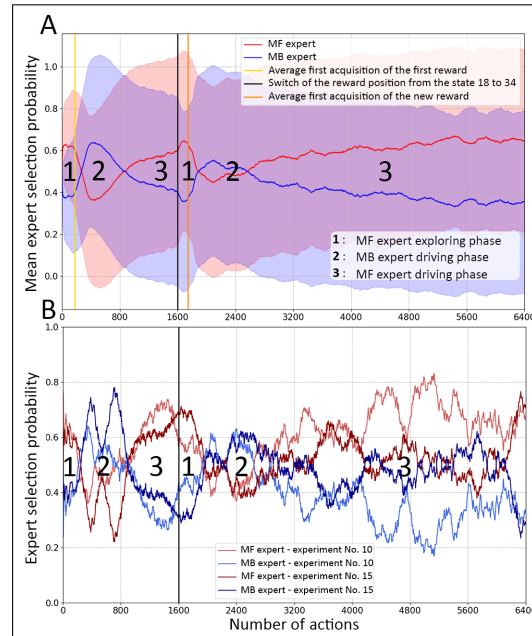 A
MF expert
MB expert
Average first acquisition of the first reward
Switch of the reward position from the state 18 to 34
Average first acquisition of the new reward
Mean expert selection probability
1.0
0.8
0.6
0.4
0.2
0.0
1 2 3 1 2 3
1 : MF expert exploring phase
2 : MB expert driving phase
3 : MF expert driving phase
0 800 1600 2400 3200 4000 4800 5600 6400
B
Expert selection probability
1.0
0.8
0.6
0.4
0.2
0.0
1 2 3 1 2 3
MF expert - experiment No. 10
MB expert - experiment No. 10
MF expert - experiment No. 15
MB expert - experiment No. 15
0 800 1600 2400 3200 4000 4800 5600 6400
Number of actions